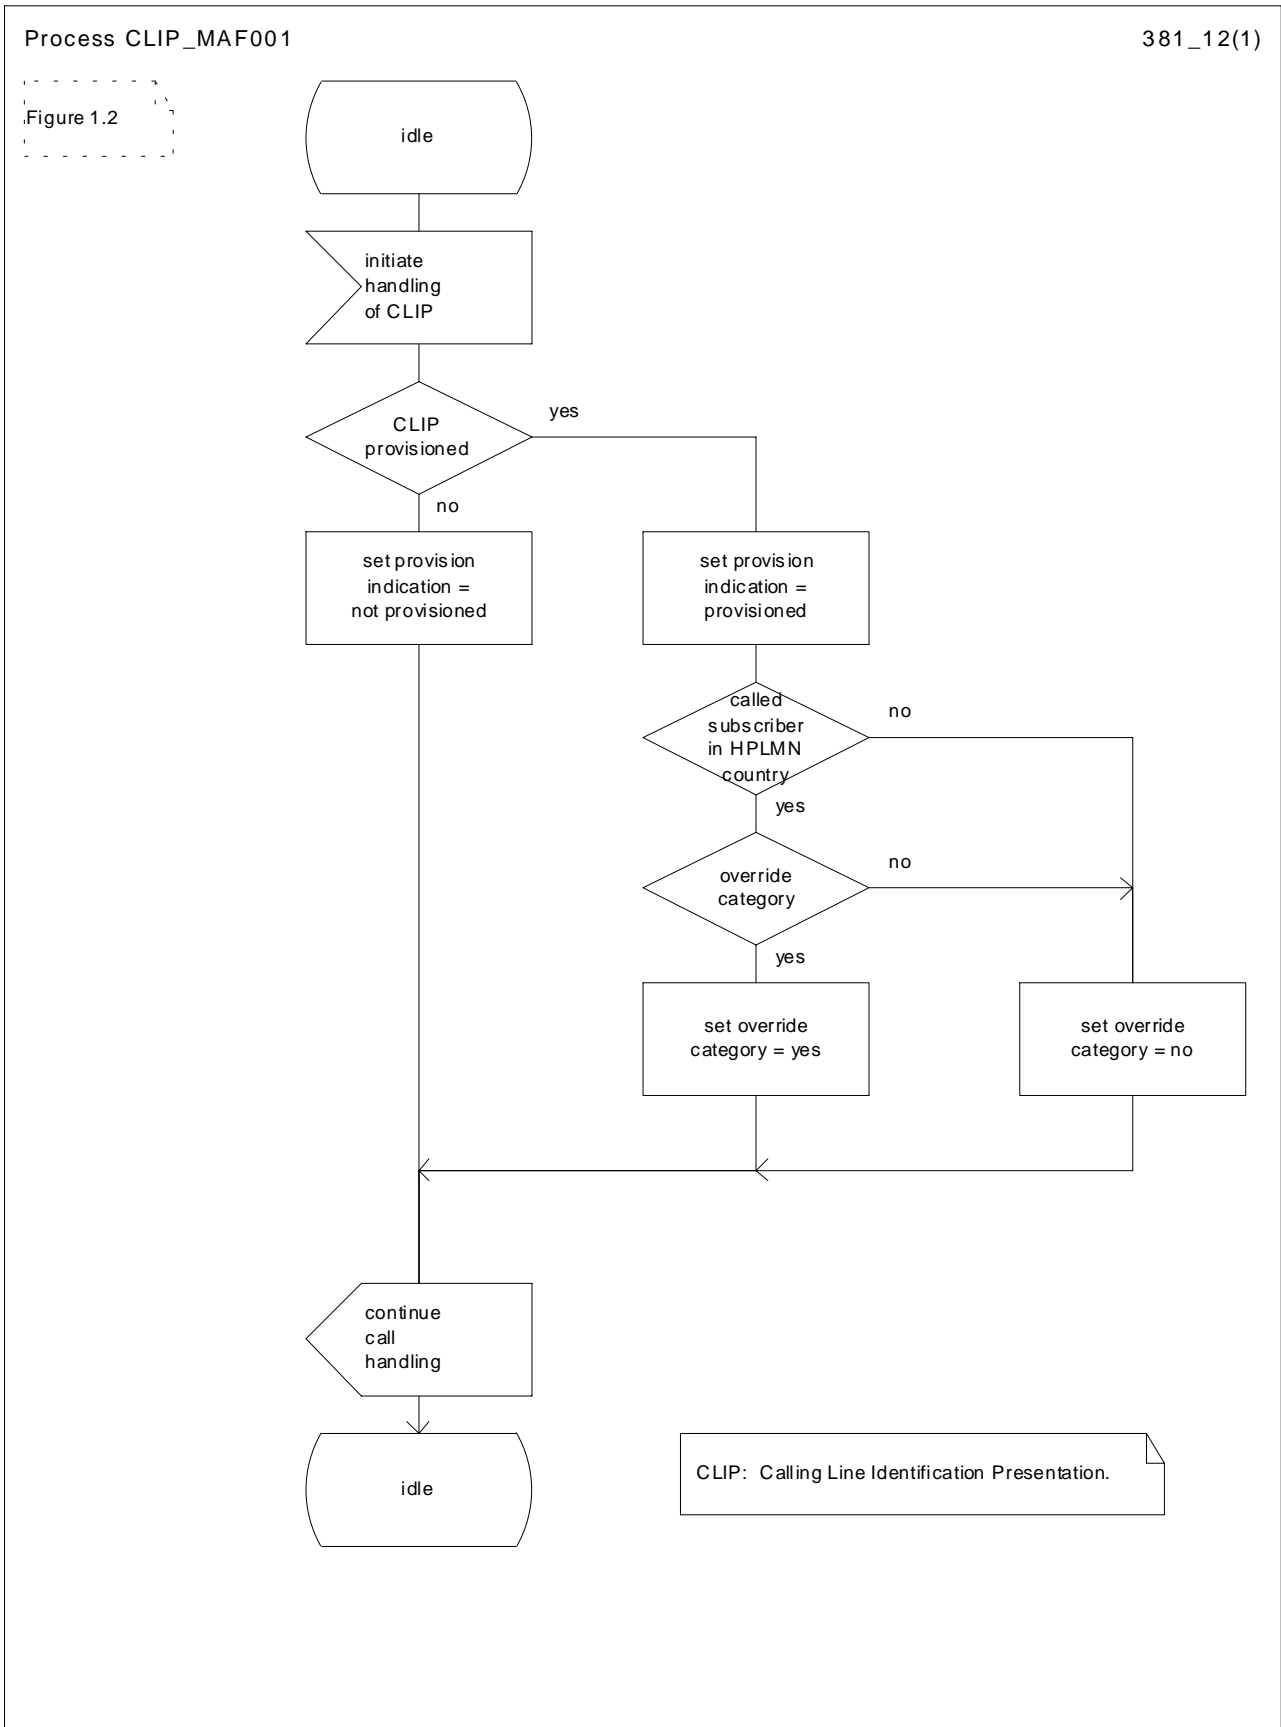 Process CLIP_MAF001
381_12(1)
Figure 1.2
idle
initiate
handling
of CLIP
CLIP
provisioned
yes
no
set provision
indication =
not provisioned
set provision
indication =
provisioned
called
subscriber
in HPLMN
country
no
yes
override
category
no
yes
set override
category = yes
set override
category = no
continue
call
handling
idle
CLIP: Calling Line Identification Presentation.